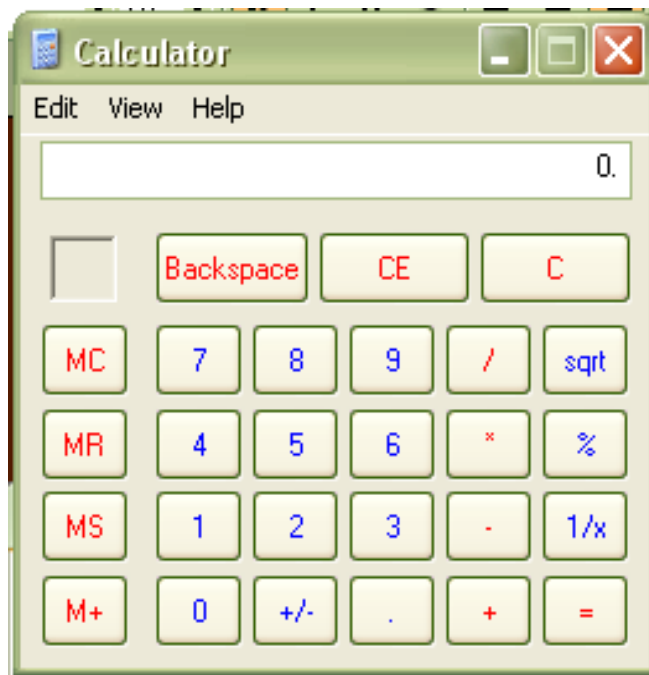 Calculator
Edit View Help
0.
Backspace CE C
MC 7 8 9 / sqrt
MR 4 5 6 * %
MS 1 2 3 - 1/x
M+ 0 +/- . + =